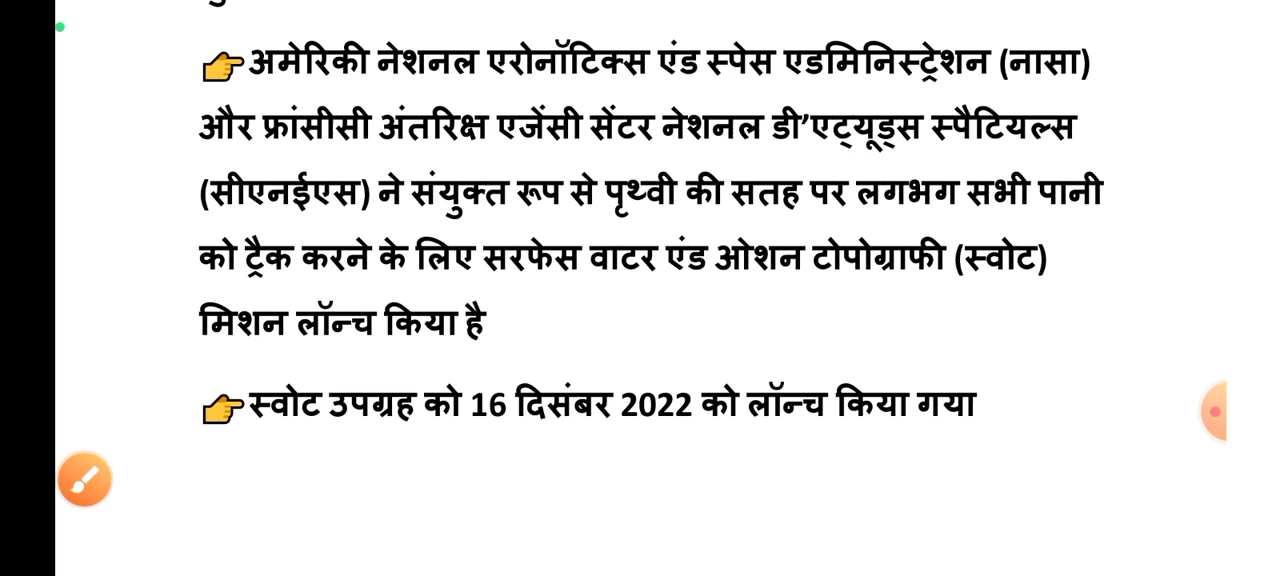 👉अमेरिकी नेशनल एरोनॉटिक्स एंड स्पेस एडमिनिस्ट्रेशन (नासा)
और फ्रांसीसी अंतरिक्ष एजेंसी सेंटर नेशनल डी’एट्यूड्स स्पैटियल्स
(सीएनईएस) ने संयुक्त रूप से पृथ्वी की सतह पर लगभग सभी पानी
को ट्रैक करने के लिए सरफेस वाटर एंड ओशन टोपोग्राफी (स्वोट)
मिशन लॉन्च किया है
👉स्वोट उपग्रह को 16 दिसंबर 2022 को लॉन्च किया गया